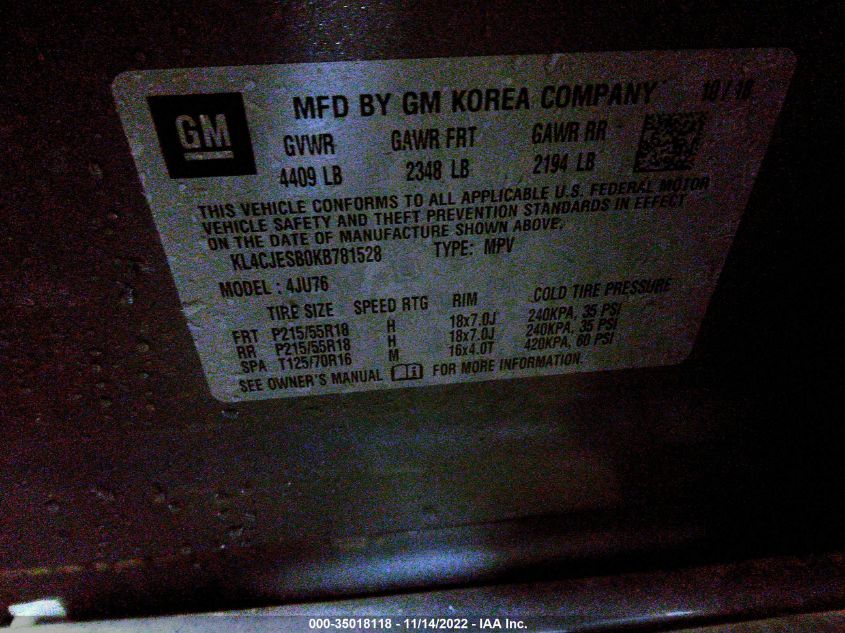 MFD BY GM KOREA COMPANY 10/18
GM
GVWR GAWR FRT GAWR RR
4409 LB 2348 LB 2194 LB
THIS VEHICLE CONFORMS TO ALL APPLICABLE U.S. FEDERAL MOTOR
VEHICLE SAFETY AND THEFT PREVENTION STANDARDS IN EFFECT
ON THE DATE OF MANUFACTURE SHOWN ABOVE.
KL4CJESB0KB781528 TYPE: MPV
MODEL : 4JU76
TIRE SIZE SPEED RTG RIM COLD TIRE PRESSURE
FRT P215/55R18 H 18x7.0J 240KPA, 35 PSI
RR P215/55R18 H 18x7.0J 240KPA, 35 PSI
SPA T125/70R16 M 16x4.0T 420KPA, 60 PSI
SEE OWNER'S MANUAL FOR MORE INFORMATION.
000-35018118 - 11/14/2022 - IAA Inc.